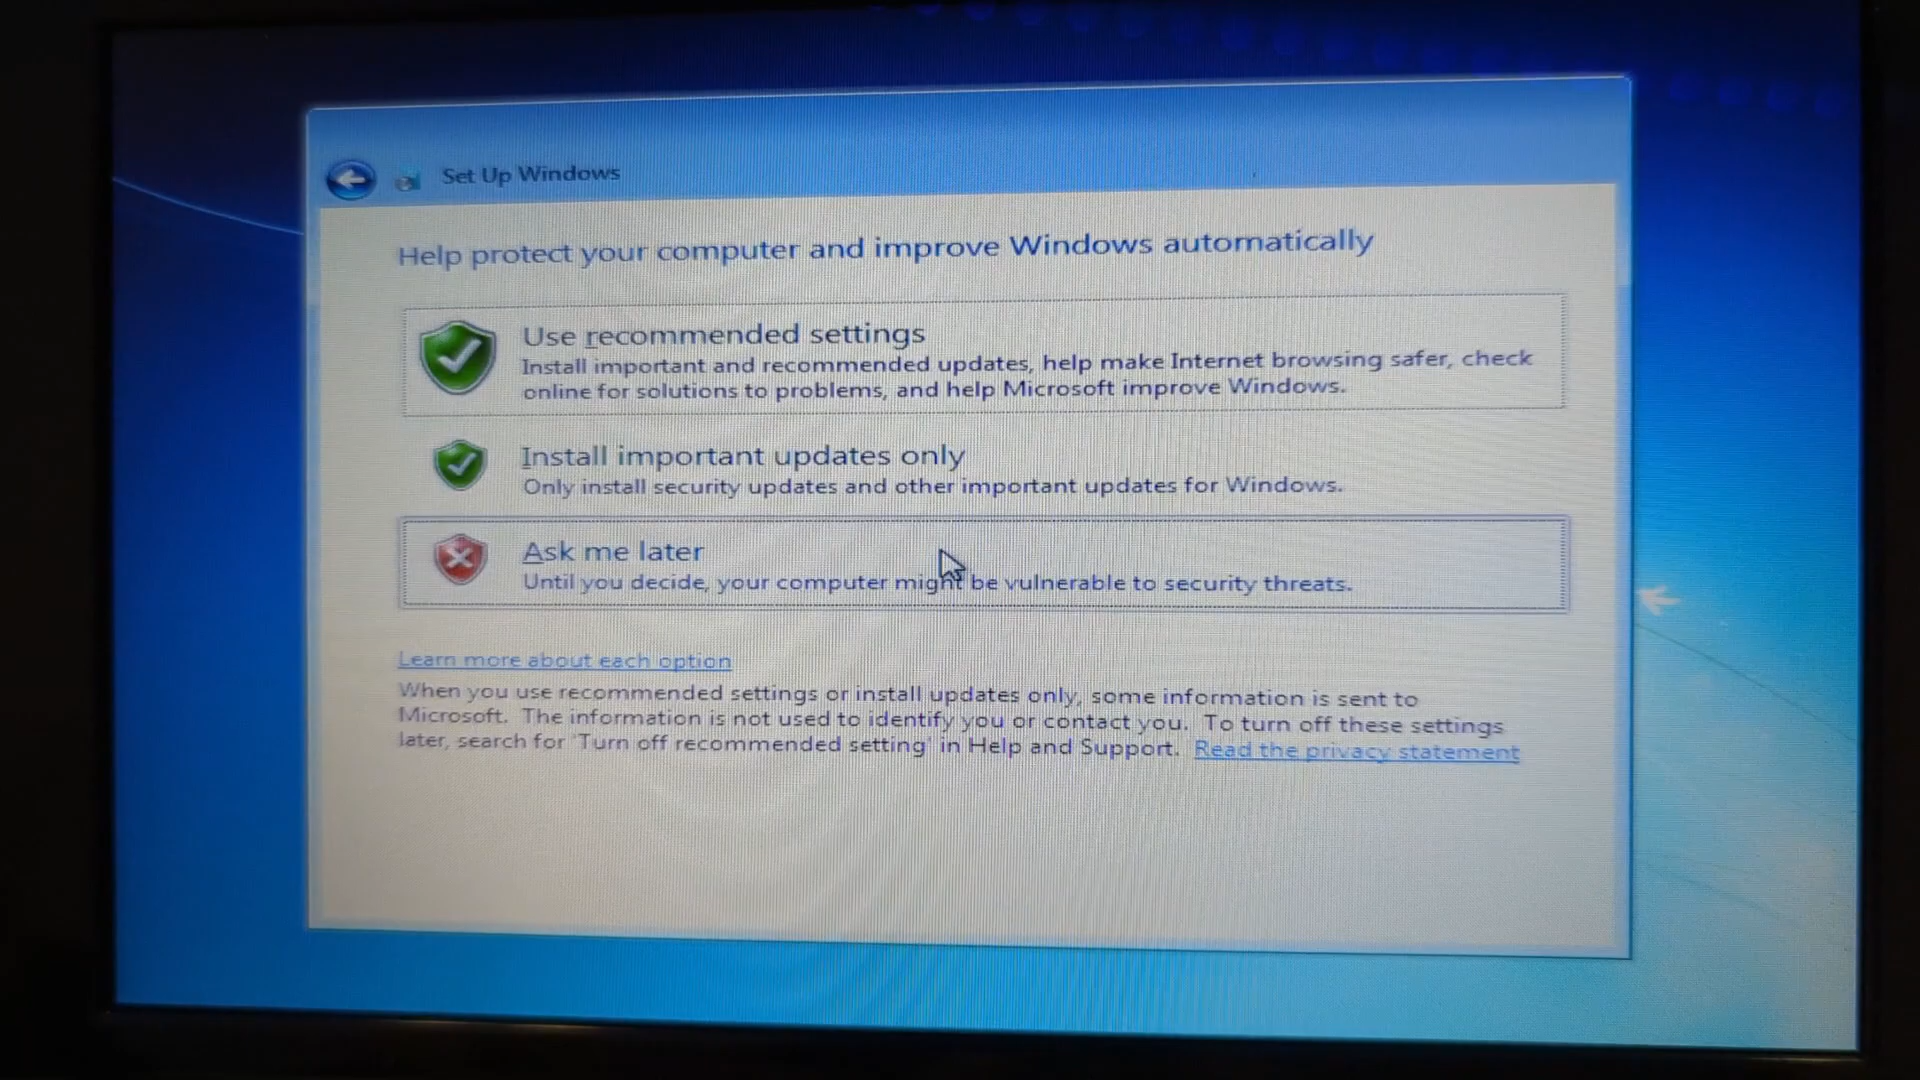 Set Up Windows
Help protect your computer and improve Windows automatically
Use recommended settings
Install important and recommended updates, help make Internet browsing safer, check
online for solutions to problems, and help Microsoft improve Windows.
Install important updates only
Only install security updates and other important updates for Windows.
Ask me later
Until you decide, your computer might be vulnerable to security threats.
Learn more about each option
When you use recommended settings or install updates only, some information is sent to
Microsoft. The information is not used to identify you or contact you. To turn off these settings
later, search for 'Turn off recommended setting' in Help and Support. Read the privacy statement